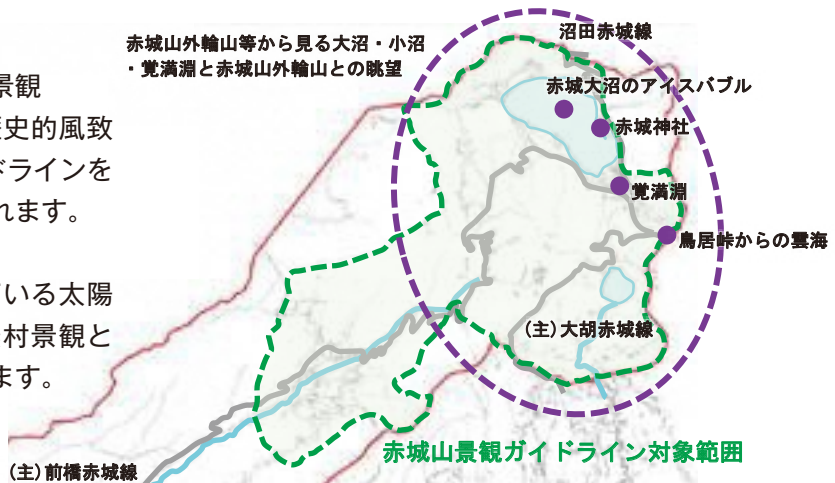 景観
歴史的風致
ドラインを
れます。
いる太陽
村景観と
ます。
赤城山外輪山等から見る大沼・小沼
・覚満淵と赤城山外輪山との眺望
沼田赤城線
赤城大沼のアイスバブル
赤城神社
覚満淵
鳥居峠からの雲海
(主)大胡赤城線
赤城山景観ガイドライン対象範囲
(主)前橋赤城線